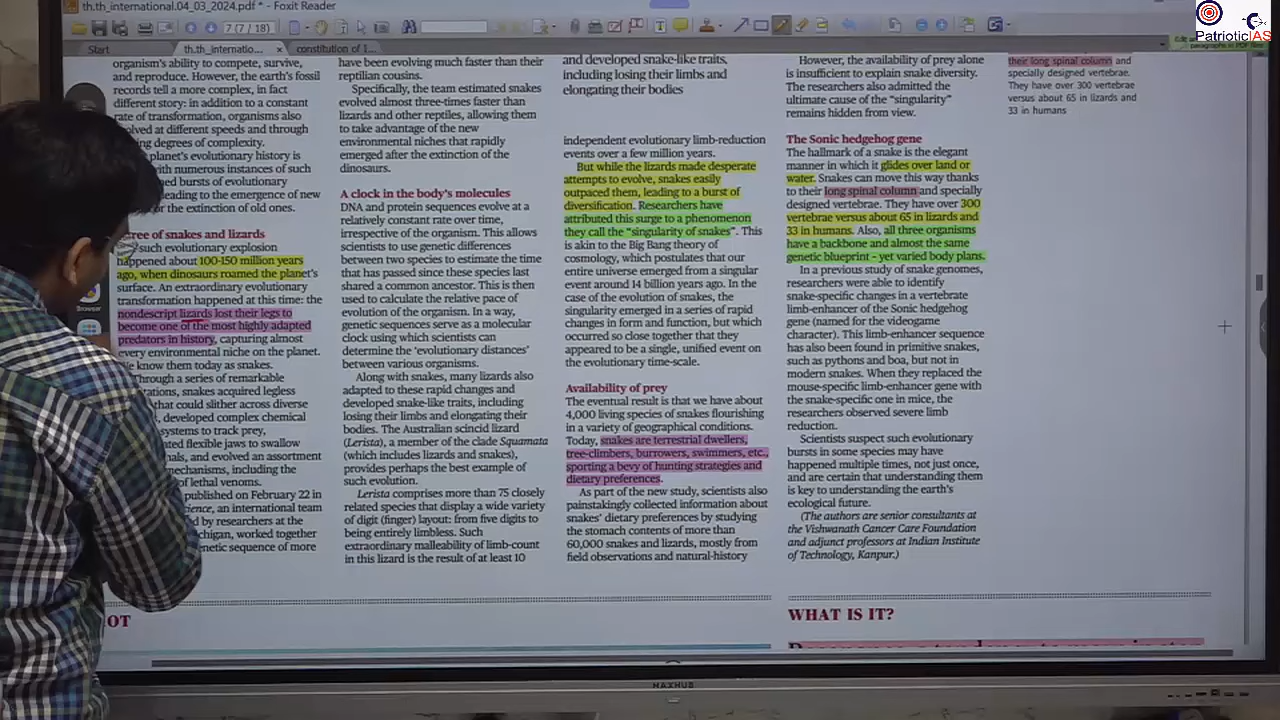 th.th_international.04_03_2024.pdf * - Foxit Reader
7 (7 / 18)
Start
th.th_internatio...
constitution of 1...
PatrioticIAS
paragraphs in PDF files
organism's ability to compete, survive,
and reproduce. However, the earth's fossil
records tell a more complex, in fact
different story: in addition to a constant
rate of transformation, organisms also
at different speeds and through
degrees of complexity.
planet's evolutionary history is
with numerous instances of such
bursts of evolutionary
leading to the emergence of new
or the extinction of old ones.
of snakes and lizards
such evolutionary explosion
happened about 100-150 million years
ago, when dinosaurs roamed the planet's
surface. An extraordinary evolutionary
transformation happened at this time: the
nondescript lizards lost their legs to
become one of the most highly adapted
predators in history, capturing almost
every environmental niche on the planet.
We know them today as snakes.
Through a series of remarkable
snakes acquired legless
that could slither across diverse
developed complex chemical
systems to track prey,
flexible jaws to swallow
and evolved an assortment
including the
of lethal venoms.
published on February 22 in
an international team
by researchers at the
worked together
sequence of more
Browser
have been evolving much faster than their
reptilian cousins.
Specifically, the team estimated snakes
evolved almost three-times faster than
lizards and other reptiles, allowing them
to take advantage of the new
environmental niches that rapidly
emerged after the extinction of the
dinosaurs.
A clock in the body's molecules
DNA and protein sequences evolve at a
relatively constant rate over time,
irrespective of the organism. This allows
scientists to use genetic differences
between two species to estimate the time
that has passed since these species last
shared a common ancestor. This is then
used to calculate the relative pace of
evolution of the organism. In a way,
genetic sequences serve as a molecular
clock using which scientists can
determine the 'evolutionary distances'
between various organisms.
Along with snakes, many lizards also
adapted to these rapid changes and
developed snake-like traits, including
losing their limbs and elongating their
bodies. The Australian scincid lizard
(Lerista), a member of the clade Squamata
(which includes lizards and snakes),
provides perhaps the best example of
such evolution.
Lerista comprises more than 75 closely
related species that display a wide variety
of digit (finger) layout: from five digits to
being entirely limbless. Such
extraordinary malleability of limb-count
in this lizard is the result of at least 10
and developed snake-like traits,
including losing their limbs and
elongating their bodies
independent evolutionary limb-reduction
events over a few million years.
But while the lizards made desperate
attempts to evolve, snakes easily
outpaced them, leading to a burst of
diversification. Researchers have
attributed this surge to a phenomenon
they call the “singularity of snakes”. This
is akin to the Big Bang theory of
cosmology, which postulates that our
entire universe emerged from a singular
event around 14 billion years ago. In the
case of the evolution of snakes, the
singularity emerged in a series of rapid
changes in form and function, but which
occurred so close together that they
appeared to be a single, unified event on
the evolutionary time-scale.
Availability of prey
The eventual result is that we have about
4,000 living species of snakes flourishing
in a variety of geographical conditions.
Today, snakes are terrestrial dwellers,
tree-climbers, burrowers, swimmers, etc.,
sporting a bevy of hunting strategies and
dietary preferences.
As part of the new study, scientists also
painstakingly collected information about
snakes' dietary preferences by studying
the stomach contents of more than
60,000 snakes and lizards, mostly from
field observations and natural-history
However, the availability of prey alone
is insufficient to explain snake diversity.
The researchers also admitted the
ultimate cause of the “singularity”
remains hidden from view.
The Sonic hedgehog gene
The hallmark of a snake is the elegant
manner in which it glides over land or
water. Snakes can move this way thanks
to their long spinal column and specially
designed vertebrae. They have over 300
vertebrae versus about 65 in lizards and
33 in humans. Also, all three organisms
have a backbone and almost the same
genetic blueprint – yet varied body plans.
In a previous study of snake genomes,
researchers were able to identify
snake-specific changes in a vertebrate
limb-enhancer of the Sonic hedgehog
gene (named for the videogame
character). This limb-enhancer sequence
has also been found in primitive snakes,
such as pythons and boa, but not in
modern snakes. When they replaced the
mouse-specific limb-enhancer gene with
the snake-specific one in mice, the
researchers observed severe limb
reduction.
Scientists suspect such evolutionary
bursts in some species may have
happened multiple times, not just once,
and are certain that understanding them
is key to understanding the earth's
ecological future.
(The authors are senior consultants at
the Vishwanath Cancer Care Foundation
and adjunct professors at Indian Institute
of Technology, Kanpur.)
their long spinal column and
specially designed vertebrae.
They have over 300 vertebrae
versus about 65 in lizards and
33 in humans
OT
WHAT IS IT?
MAXHUB